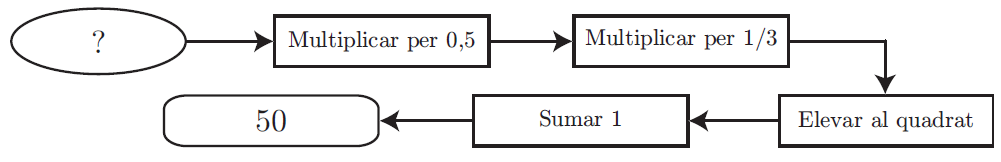 ?
Multiplicar per 0,5
Multiplicar per 1/3
Elevar al quadrat
Sumar 1
50